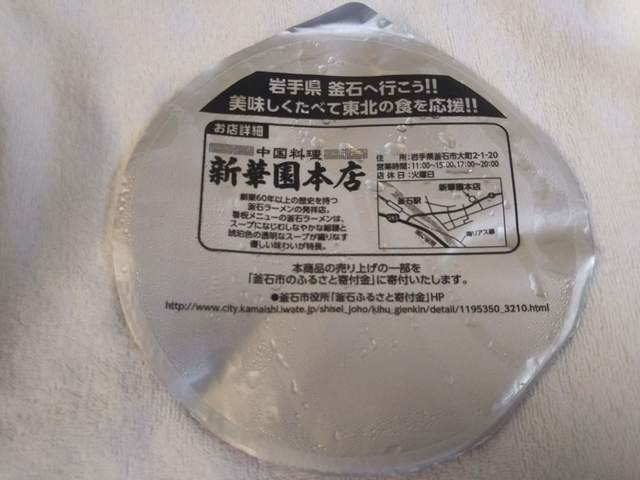 岩手県 釜石へ行こう!!
美味しくたべて東北の食を応援!!
お店詳細
中国料理
新華園本店
創業60年以上の歴史を持つ
釜石ラーメンの発祥店。
看板メニューの釜石ラーメンは、
スープになじむしなやかな細麺と
琥珀色の透明なスープが織りなす
優しい味わいが特長。
住 所:岩手県釜石市大町2-1-20
営業時間:11:00~15:00、17:00~20:00
店休日:火曜日
新華園本店
釜石駅
南リアス線
本商品の売り上げの一部を
「釜石市のふるさと寄付金」に寄付いたします。
●釜石市役所「釜石ふるさと寄付金」HP
http://www.city.kamaishi.iwate.jp/shisei_joho/kihu_gienkin/detail/1195350_3210.html